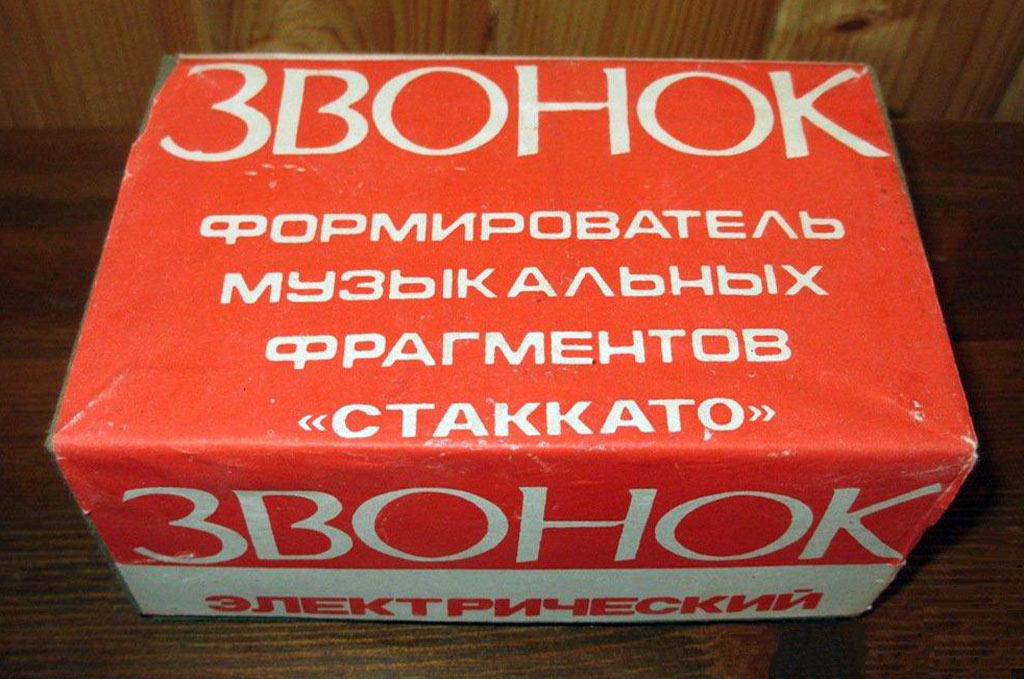 ЗВОНОК
ФОРМИРОВАТЕЛЬ
МУЗЫКАЛЬНЫХ
ФРАГМЕНТОВ
«СТАККАТО»
ЗВОНОК
ЭЛЕКТРИЧЕСКИЙ